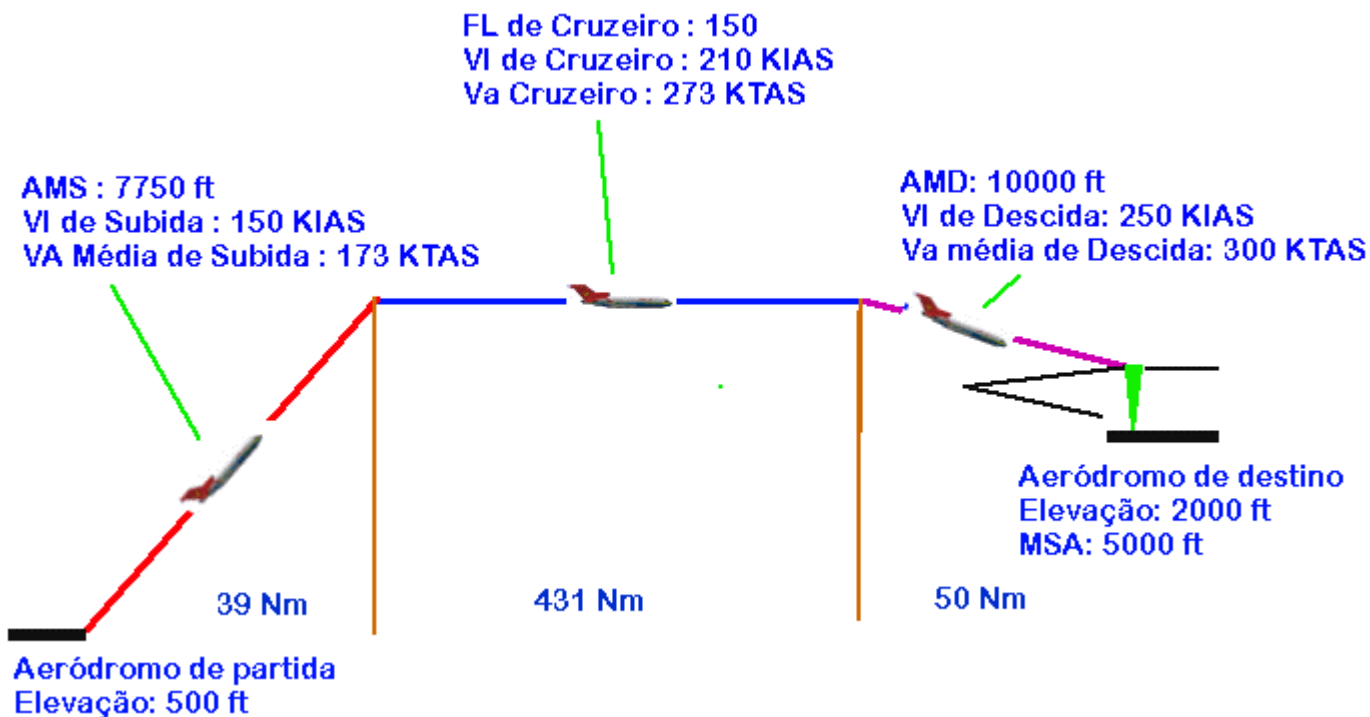 FL de Cruzeiro : 150
VI de Cruzeiro : 210 KIAS
Va Cruzeiro : 273 KTAS
AMS : 7750 ft
VI de Subida : 150 KIAS
VA Média de Subida : 173 KTAS
AMD: 10000 ft
VI de Descida: 250 KIAS
Va média de Descida: 300 KTAS
Aeródromo de destino
Elevação: 2000 ft
MSA: 5000 ft
39 Nm
431 Nm
50 Nm
Aeródromo de partida
Elevação: 500 ft